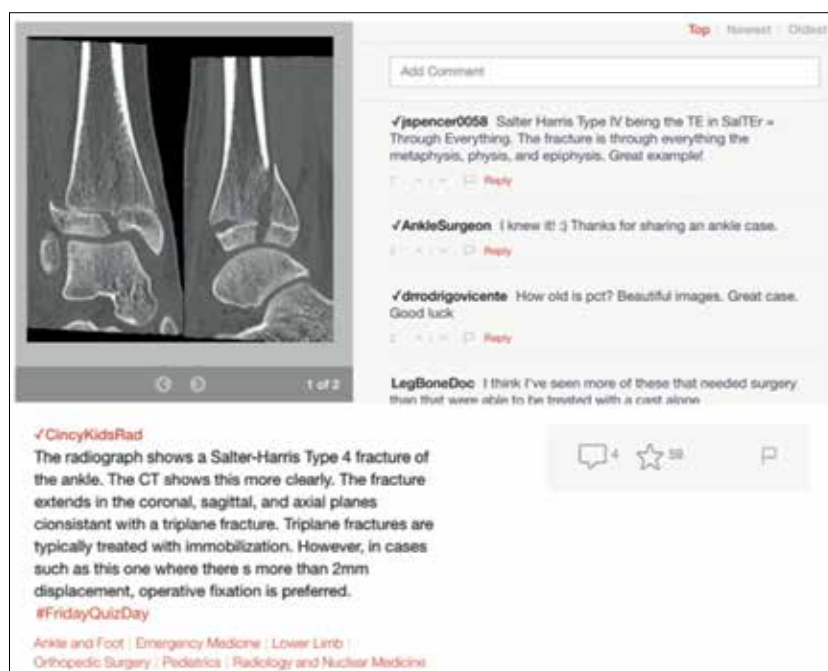 Top | Newest | Oldest
Add Comment
✓jspencer0058 Salter Harris Type IV being the TE in SalTEr =
Through Everything. The fracture is through everything the
metaphysis, physis, and epiphysis. Great example!
Reply
✓AnkleSurgeon I knew it! :) Thanks for sharing an ankle case.
Reply
✓drrodrigovicente How old is pct? Beautiful images. Great case.
Good luck
Reply
LegBoneDoc I think I've seen more of these that needed surgery
than that were able to be treated with a cast alone
1 of 2
✓CincyKidsRad
The radiograph shows a Salter-Harris Type 4 fracture of
the ankle. The CT shows this more clearly. The fracture
extends in the coronal, sagittal, and axial planes
cionsistant with a triplane fracture. Triplane fractures are
typically treated with immobilization. However, in cases
such as this one where there s more than 2mm
displacement, operative fixation is preferred.
#FridayQuizDay
Ankle and Foot | Emergency Medicine | Lower Limb |
Orthopedic Surgery | Pediatrics | Radiology and Nuclear Medicine
4 59